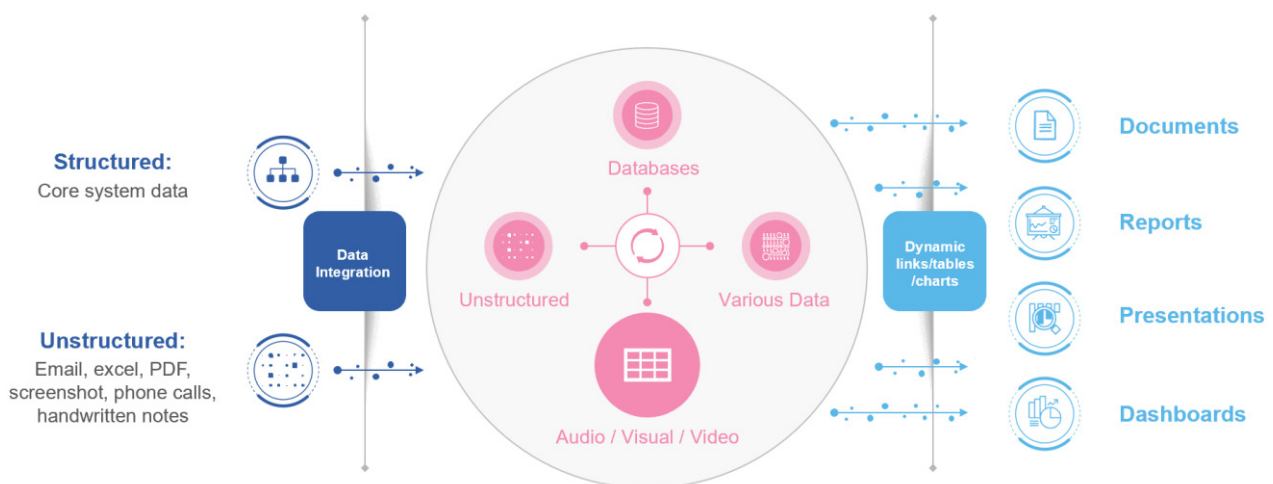 Structured:
Core system data
Unstructured:
Email, excel, PDF,
screenshot, phone calls,
handwritten notes
Data
Integration
Databases
Unstructured
Various Data
Audio / Visual / Video
Dynamic
links/tables
/charts
Documents
Reports
Presentations
Dashboards